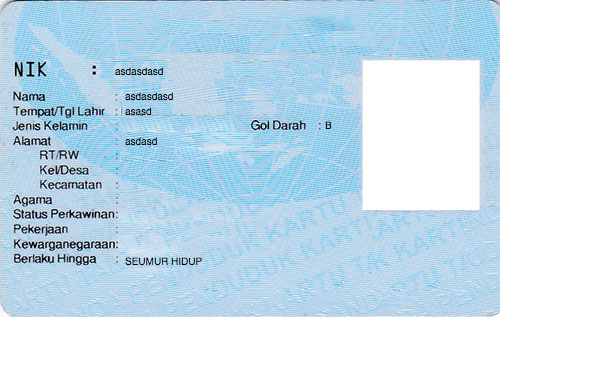 NIK : asdasdasd
Nama : asdasdasd
Tempat/Tgl Lahir : asasd
Jenis Kelamin : Gol Darah : B
Alamat : asdasd
RT/RW :
Kel/Desa :
Kecamatan :
Agama :
Status Perkawinan:
Pekerjaan :
Kewarganegaraan:
Berlaku Hingga : SEUMUR HIDUP